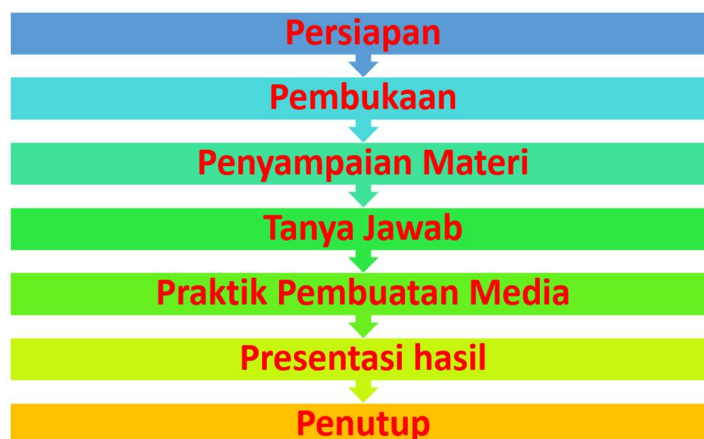 Persiapan
Pembukaan
Penyampaian Materi
Tanya Jawab
Praktik Pembuatan Media
Presentasi hasil
Penutup